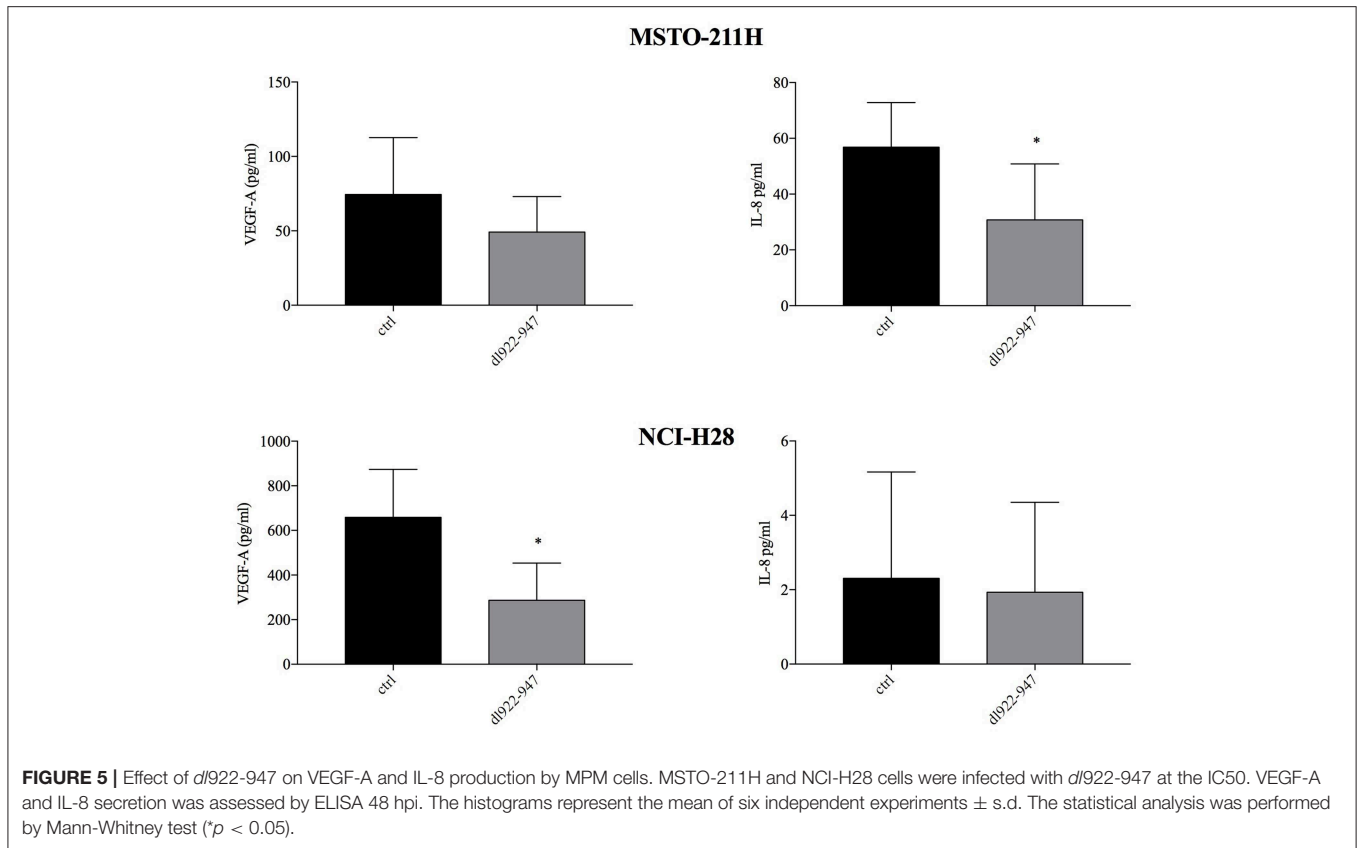 MSTO-211H
150
100
50
0
VEGF-A (pg/ml)
ctrl
dl922-947
80
60
40
20
0
IL-8 pg/ml
*
ctrl
dl922-947
NCI-H28
1000
800
600
400
200
0
VEGF-A (pg/ml)
*
ctrl
dl922-947
6
4
2
0
IL-8 pg/ml
ctrl
dl922-947
FIGURE 5 | Effect of dl922-947 on VEGF-A and IL-8 production by MPM cells. MSTO-211H and NCI-H28 cells were infected with dl922-947 at the IC50. VEGF-A
and IL-8 secretion was assessed by ELISA 48 hpi. The histograms represent the mean of six independent experiments ± s.d. The statistical analysis was performed
by Mann-Whitney test (*p < 0.05).